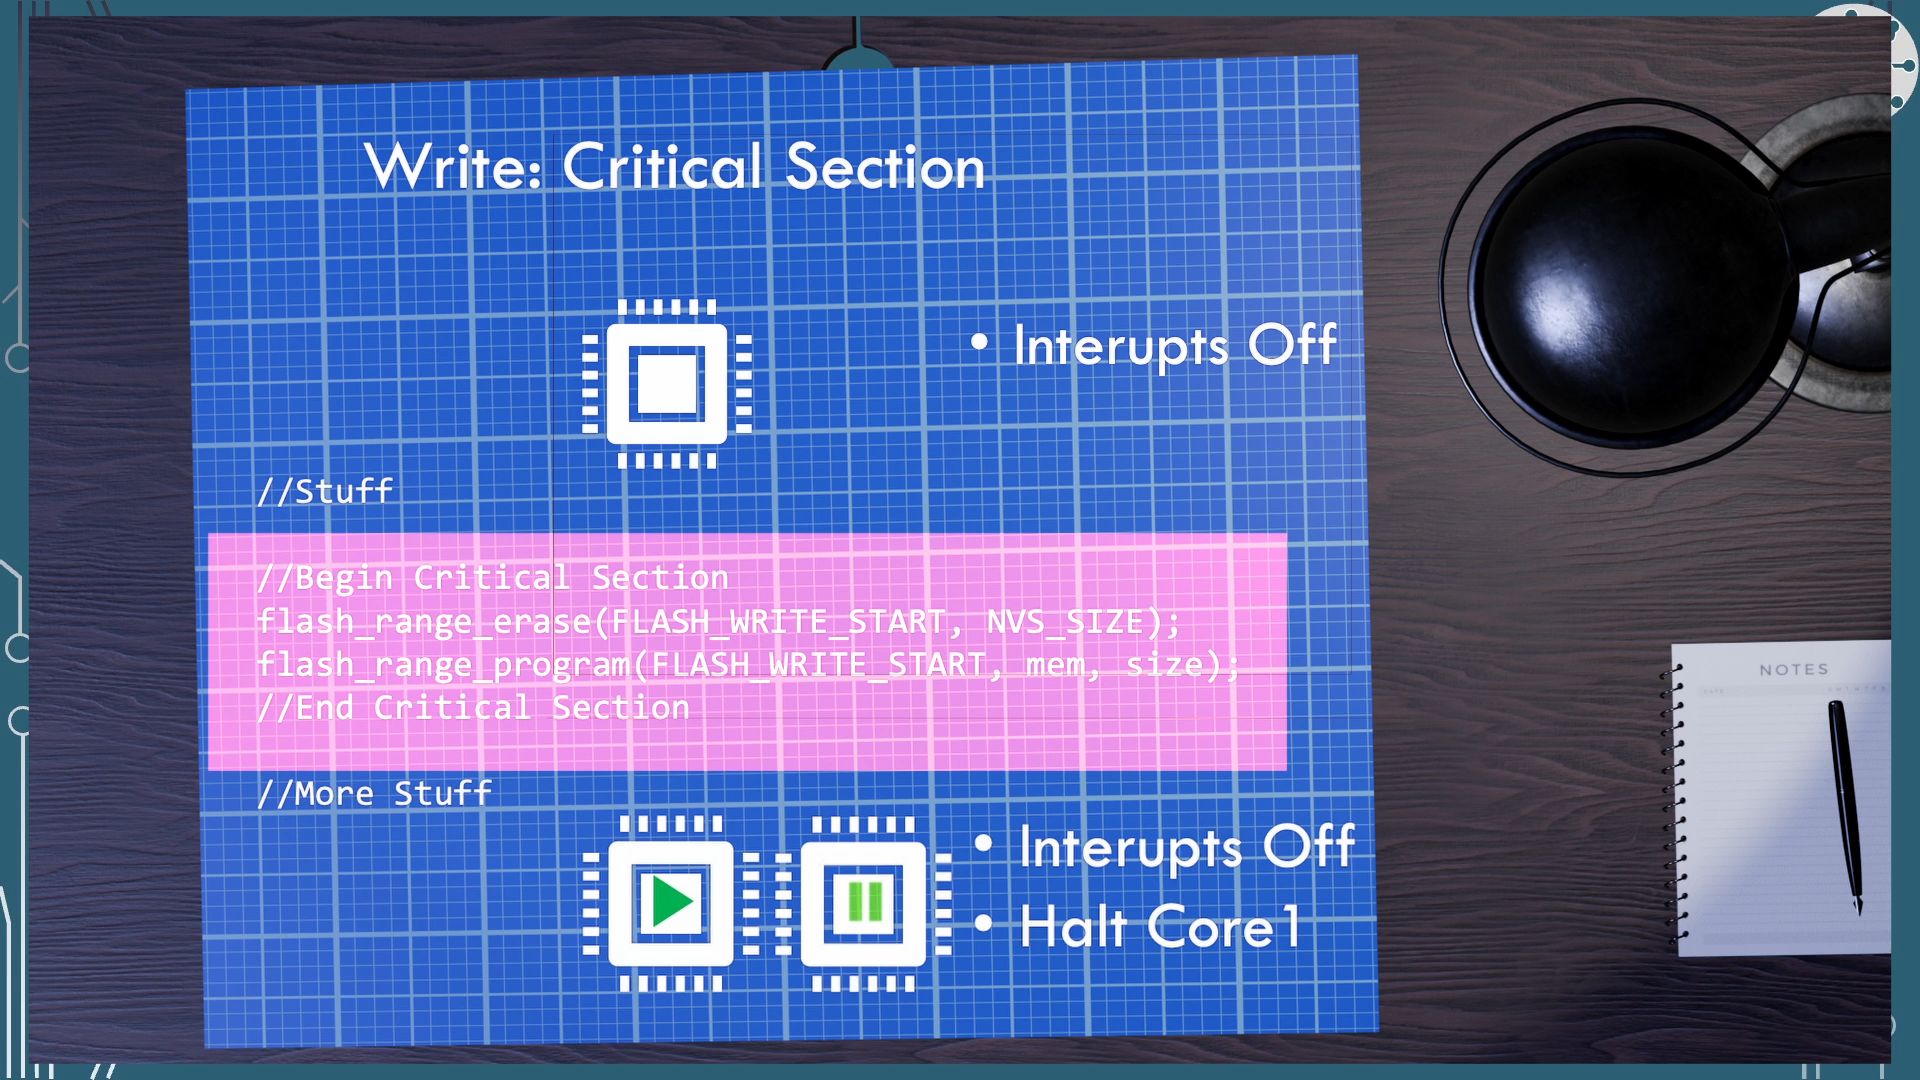 Write: Critical Section
• Interupts Off
//Stuff
//Begin Critical Section
flash_range_erase(FLASH_WRITE_START, NVS_SIZE);
flash_range_program(FLASH_WRITE_START, mem, size);
//End Critical Section
//More Stuff
• Interupts Off
• Halt Core1
NOTES